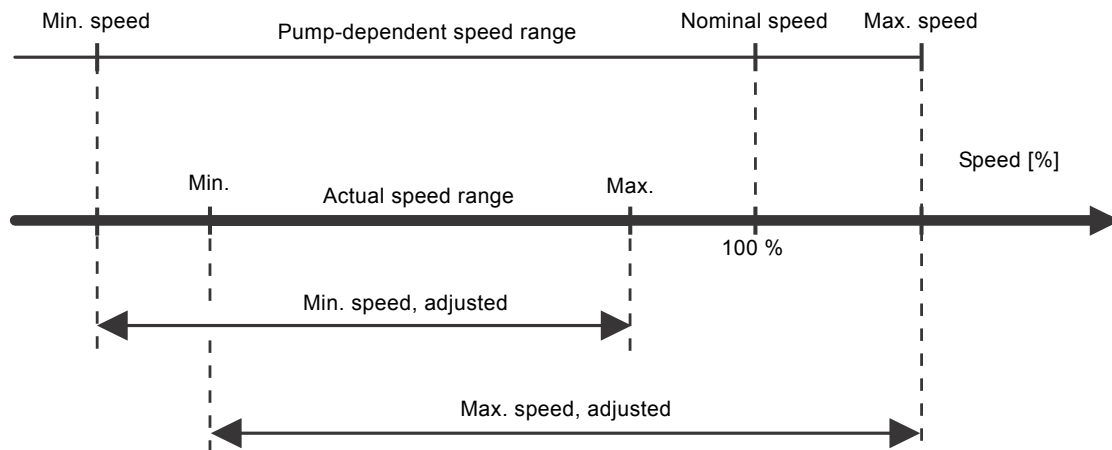 Min. speed
Pump-dependent speed range
Nominal speed
Max. speed
Speed [%]
Min.
Actual speed range
Max.
100 %
Min. speed, adjusted
Max. speed, adjusted